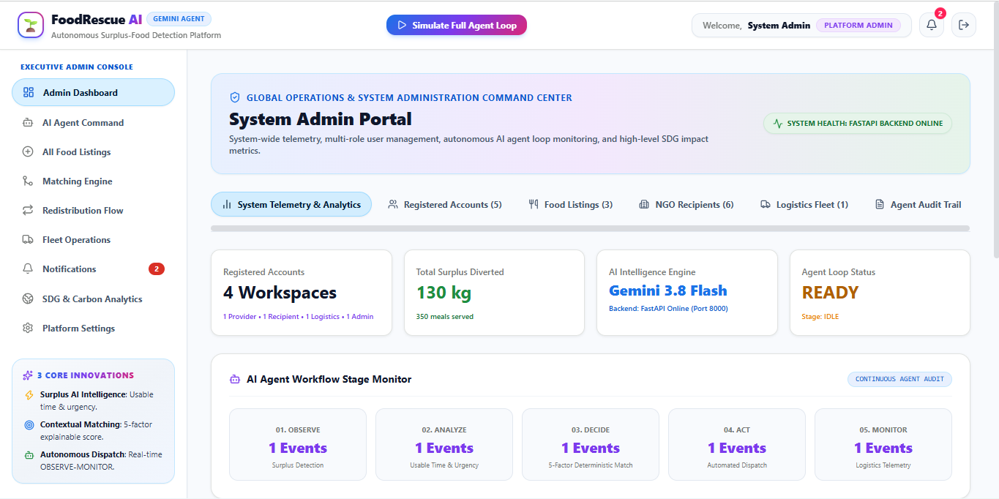 FoodRescue AI
GEMINI AGENT
Autonomous Surplus-Food Detection Platform
Simulate Full Agent Loop
Welcome, System Admin
PLATFORM ADMIN
2
EXECUTIVE ADMIN CONSOLE
Admin Dashboard
AI Agent Command
All Food Listings
Matching Engine
Redistribution Flow
Fleet Operations
Notifications 2
SDG & Carbon Analytics
Platform Settings
3 CORE INNOVATIONS
Surplus AI Intelligence: Usable
time & urgency.
Contextual Matching: 5-factor
explainable score.
Autonomous Dispatch: Real-time
OBSERVE-MONITOR.
GLOBAL OPERATIONS & SYSTEM ADMINISTRATION COMMAND CENTER
System Admin Portal
System-wide telemetry, multi-role user management, autonomous AI agent loop monitoring, and high-level SDG impact
metrics.
SYSTEM HEALTH: FASTAPI BACKEND ONLINE
System Telemetry & Analytics
Registered Accounts (5)
Food Listings (3)
NGO Recipients (6)
Logistics Fleet (1)
Agent Audit Trail
Registered Accounts
4 Workspaces
1 Provider • 1 Recipient • 1 Logistics • 1 Admin
Total Surplus Diverted
130 kg
350 meals served
AI Intelligence Engine
Gemini 3.8 Flash
Backend: FastAPI Online (Port 8000)
Agent Loop Status
READY
Stage: IDLE
AI Agent Workflow Stage Monitor
CONTINUOUS AGENT AUDIT
01. OBSERVE
1 Events
Surplus Detection
02. ANALYZE
1 Events
Usable Time & Urgency
03. DECIDE
1 Events
5-Factor Deterministic Match
04. ACT
1 Events
Automated Dispatch
05. MONITOR
1 Events
Logistics Telemetry